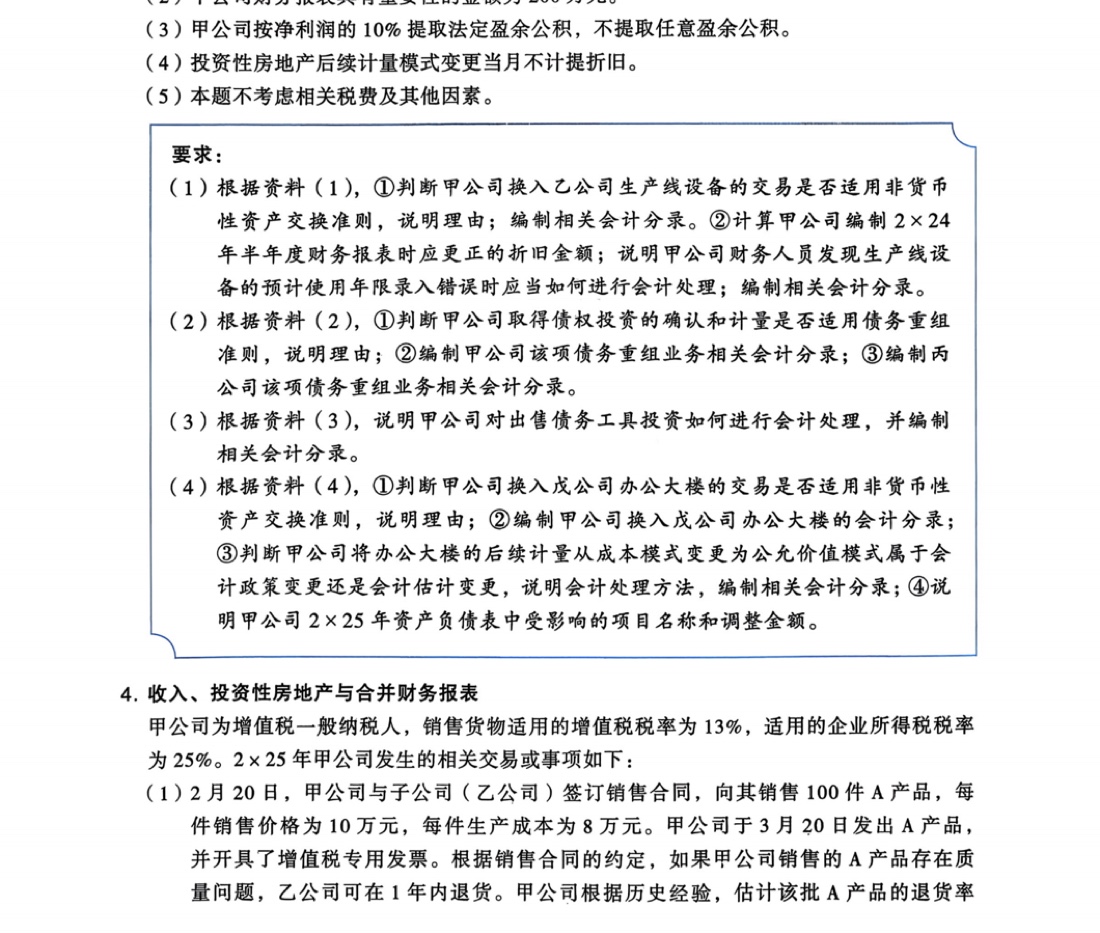 （3）甲公司按净利润的 10% 提取法定盈余公积，不提取任意盈余公积。
（4）投资性房地产后续计量模式变更当月不计提折旧。
（5）本题不考虑相关税费及其他因素。
要求：
（1）根据资料（1），①判断甲公司换入乙公司生产线设备的交易是否适用非货币
性资产交换准则，说明理由；编制相关会计分录。②计算甲公司编制 2×24
年半年度财务报表时应更正的折旧金额；说明甲公司财务人员发现生产线设
备的预计使用年限录入错误时应当如何进行会计处理；编制相关会计分录。
（2）根据资料（2），①判断甲公司取得债权投资的确认和计量是否适用债务重组
准则，说明理由；②编制甲公司该项债务重组业务相关会计分录；③编制丙
公司该项债务重组业务相关会计分录。
（3）根据资料（3），说明甲公司对出售债务工具投资如何进行会计处理，并编制
相关会计分录。
（4）根据资料（4），①判断甲公司换入戊公司办公大楼的交易是否适用非货币性
资产交换准则，说明理由；②编制甲公司换入戊公司办公大楼的会计分录；
③判断甲公司将办公大楼的后续计量从成本模式变更为公允价值模式属于会
计政策变更还是会计估计变更，说明会计处理方法，编制相关会计分录；④说
明甲公司 2×25 年资产负债表中受影响的项目名称和调整金额。
4. 收入、投资性房地产与合并财务报表
甲公司为增值税一般纳税人，销售货物适用的增值税税率为 13%，适用的企业所得税税率
为 25%。2×25 年甲公司发生的相关交易或事项如下：
（1）2 月 20 日，甲公司与子公司（乙公司）签订销售合同，向其销售 100 件 A 产品，每
件销售价格为 10 万元，每件生产成本为 8 万元。甲公司于 3 月 20 日发出 A 产品，
并开具了增值税专用发票。根据销售合同的约定，如果甲公司销售的 A 产品存在质
量问题，乙公司可在 1 年内退货。甲公司根据历史经验，估计该批 A 产品的退货率